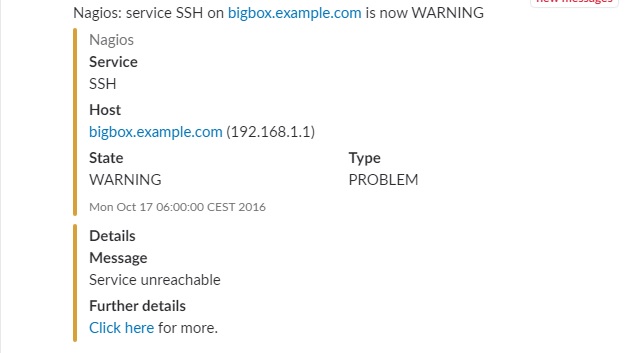 new messages
Nagios: service SSH on bigbox.example.com is now WARNING
Nagios
Service
SSH
Host
bigbox.example.com (192.168.1.1)
State Type
WARNING PROBLEM
Mon Oct 17 06:00:00 CEST 2016
Details
Message
Service unreachable
Further details
Click here for more.